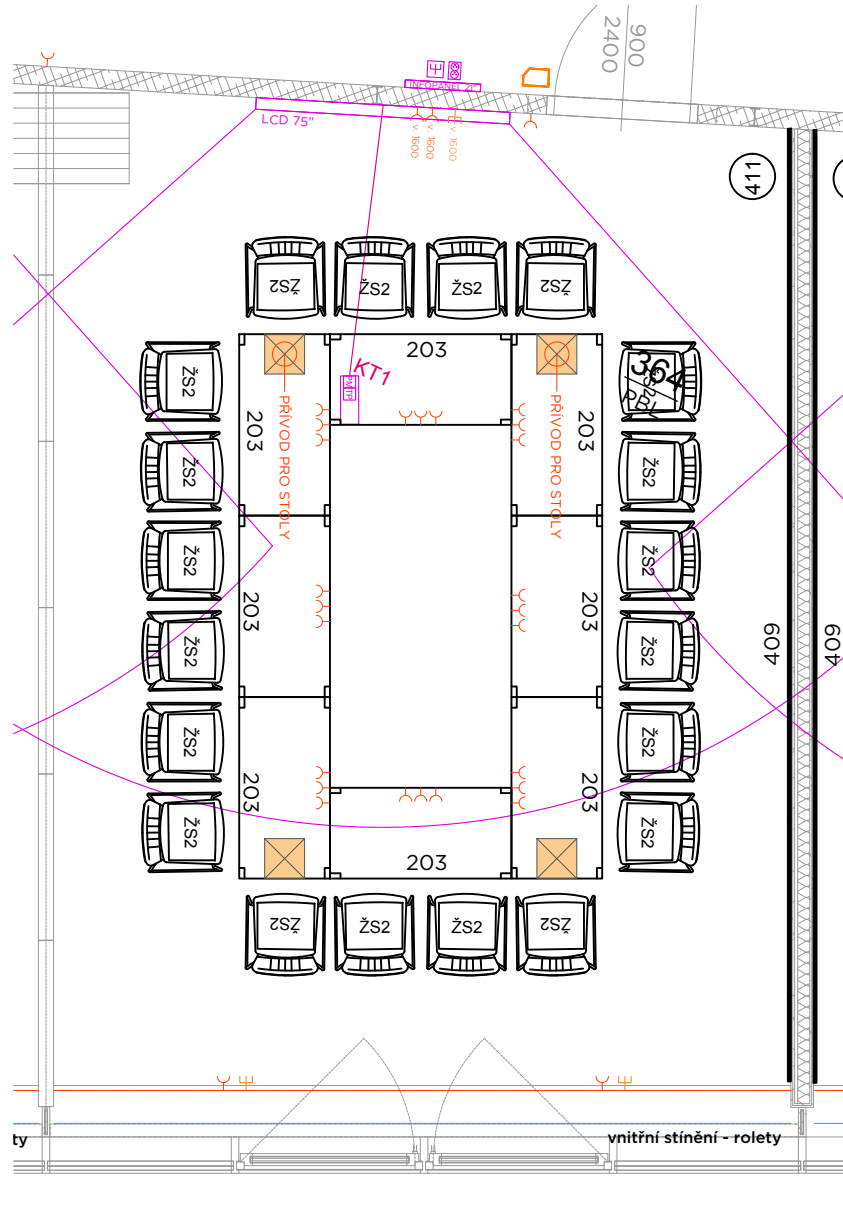 900
2400
INFOPANEL 21"
LCD 75"
v. 1600
v. 1600
v. 1600
411
ŽS2
ŽS2
ŽS2
ŽS2
203
KT1
ŽS2
364
PBL
ŽS2
203
PŘÍVOD PRO STOLY
PŘÍVOD PRO STOLY
203
ŽS2
ŽS2
ŽS2
ŽS2
203
203
ŽS2
ŽS2
409
409
ŽS2
ŽS2
203
203
ŽS2
ŽS2
203
ŽS2
ŽS2
ŽS2
ŽS2
ty
vnitřní stínění - rolety